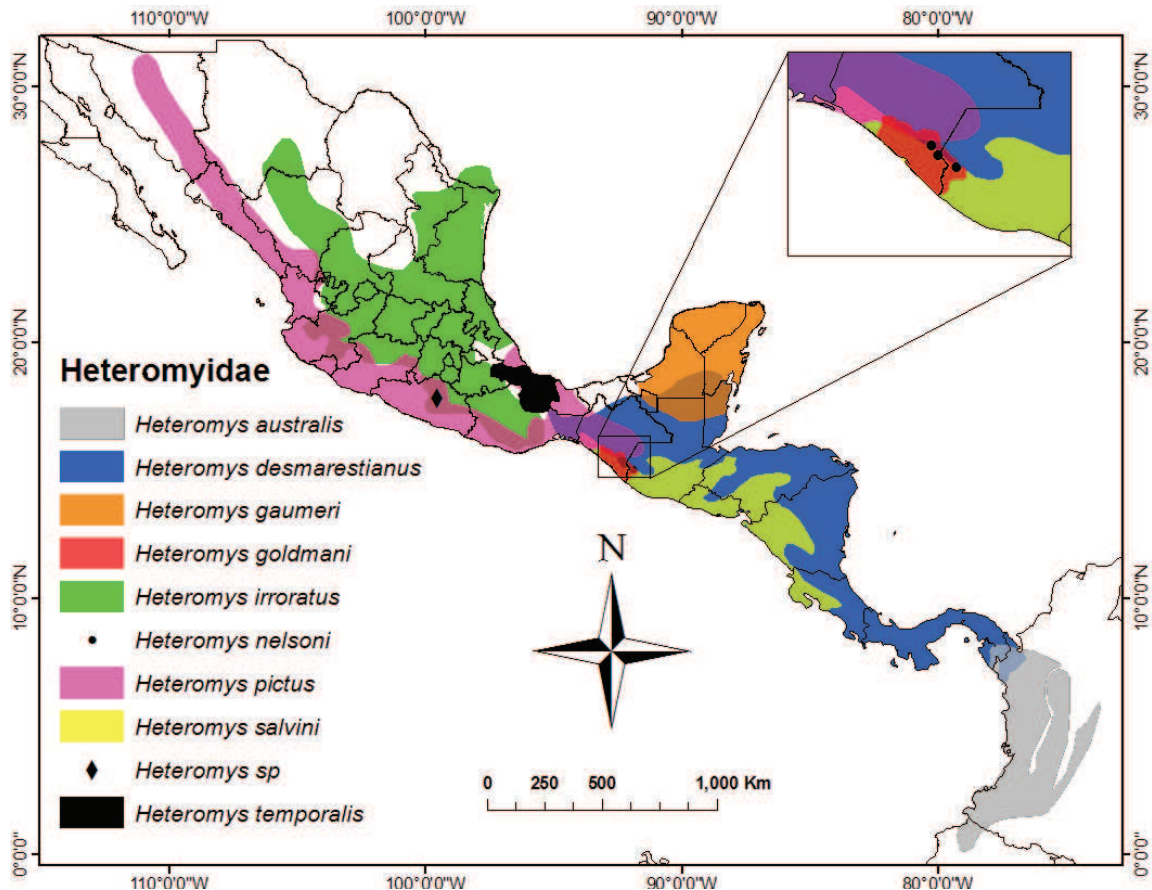 110°0'0"W 100°0'0"W 90°0'0"W 80°0'0"W
30°0'0"N 30°0'0"N
20°0'0"N 20°0'0"N
10°0'0"N 10°0'0"N
0°0'0" 0°0'0"
Heteromyidae
Heteromys australis
Heteromys desmarestianus
Heteromys gaumeri
Heteromys goldmani
Heteromys irroratus
Heteromys nelsoni
Heteromys pictus
Heteromys salvini
Heteromys sp
Heteromys temporalis
N
0 250 500 1,000 Km
110°0'0"W 100°0'0"W 90°0'0"W 80°0'0"W